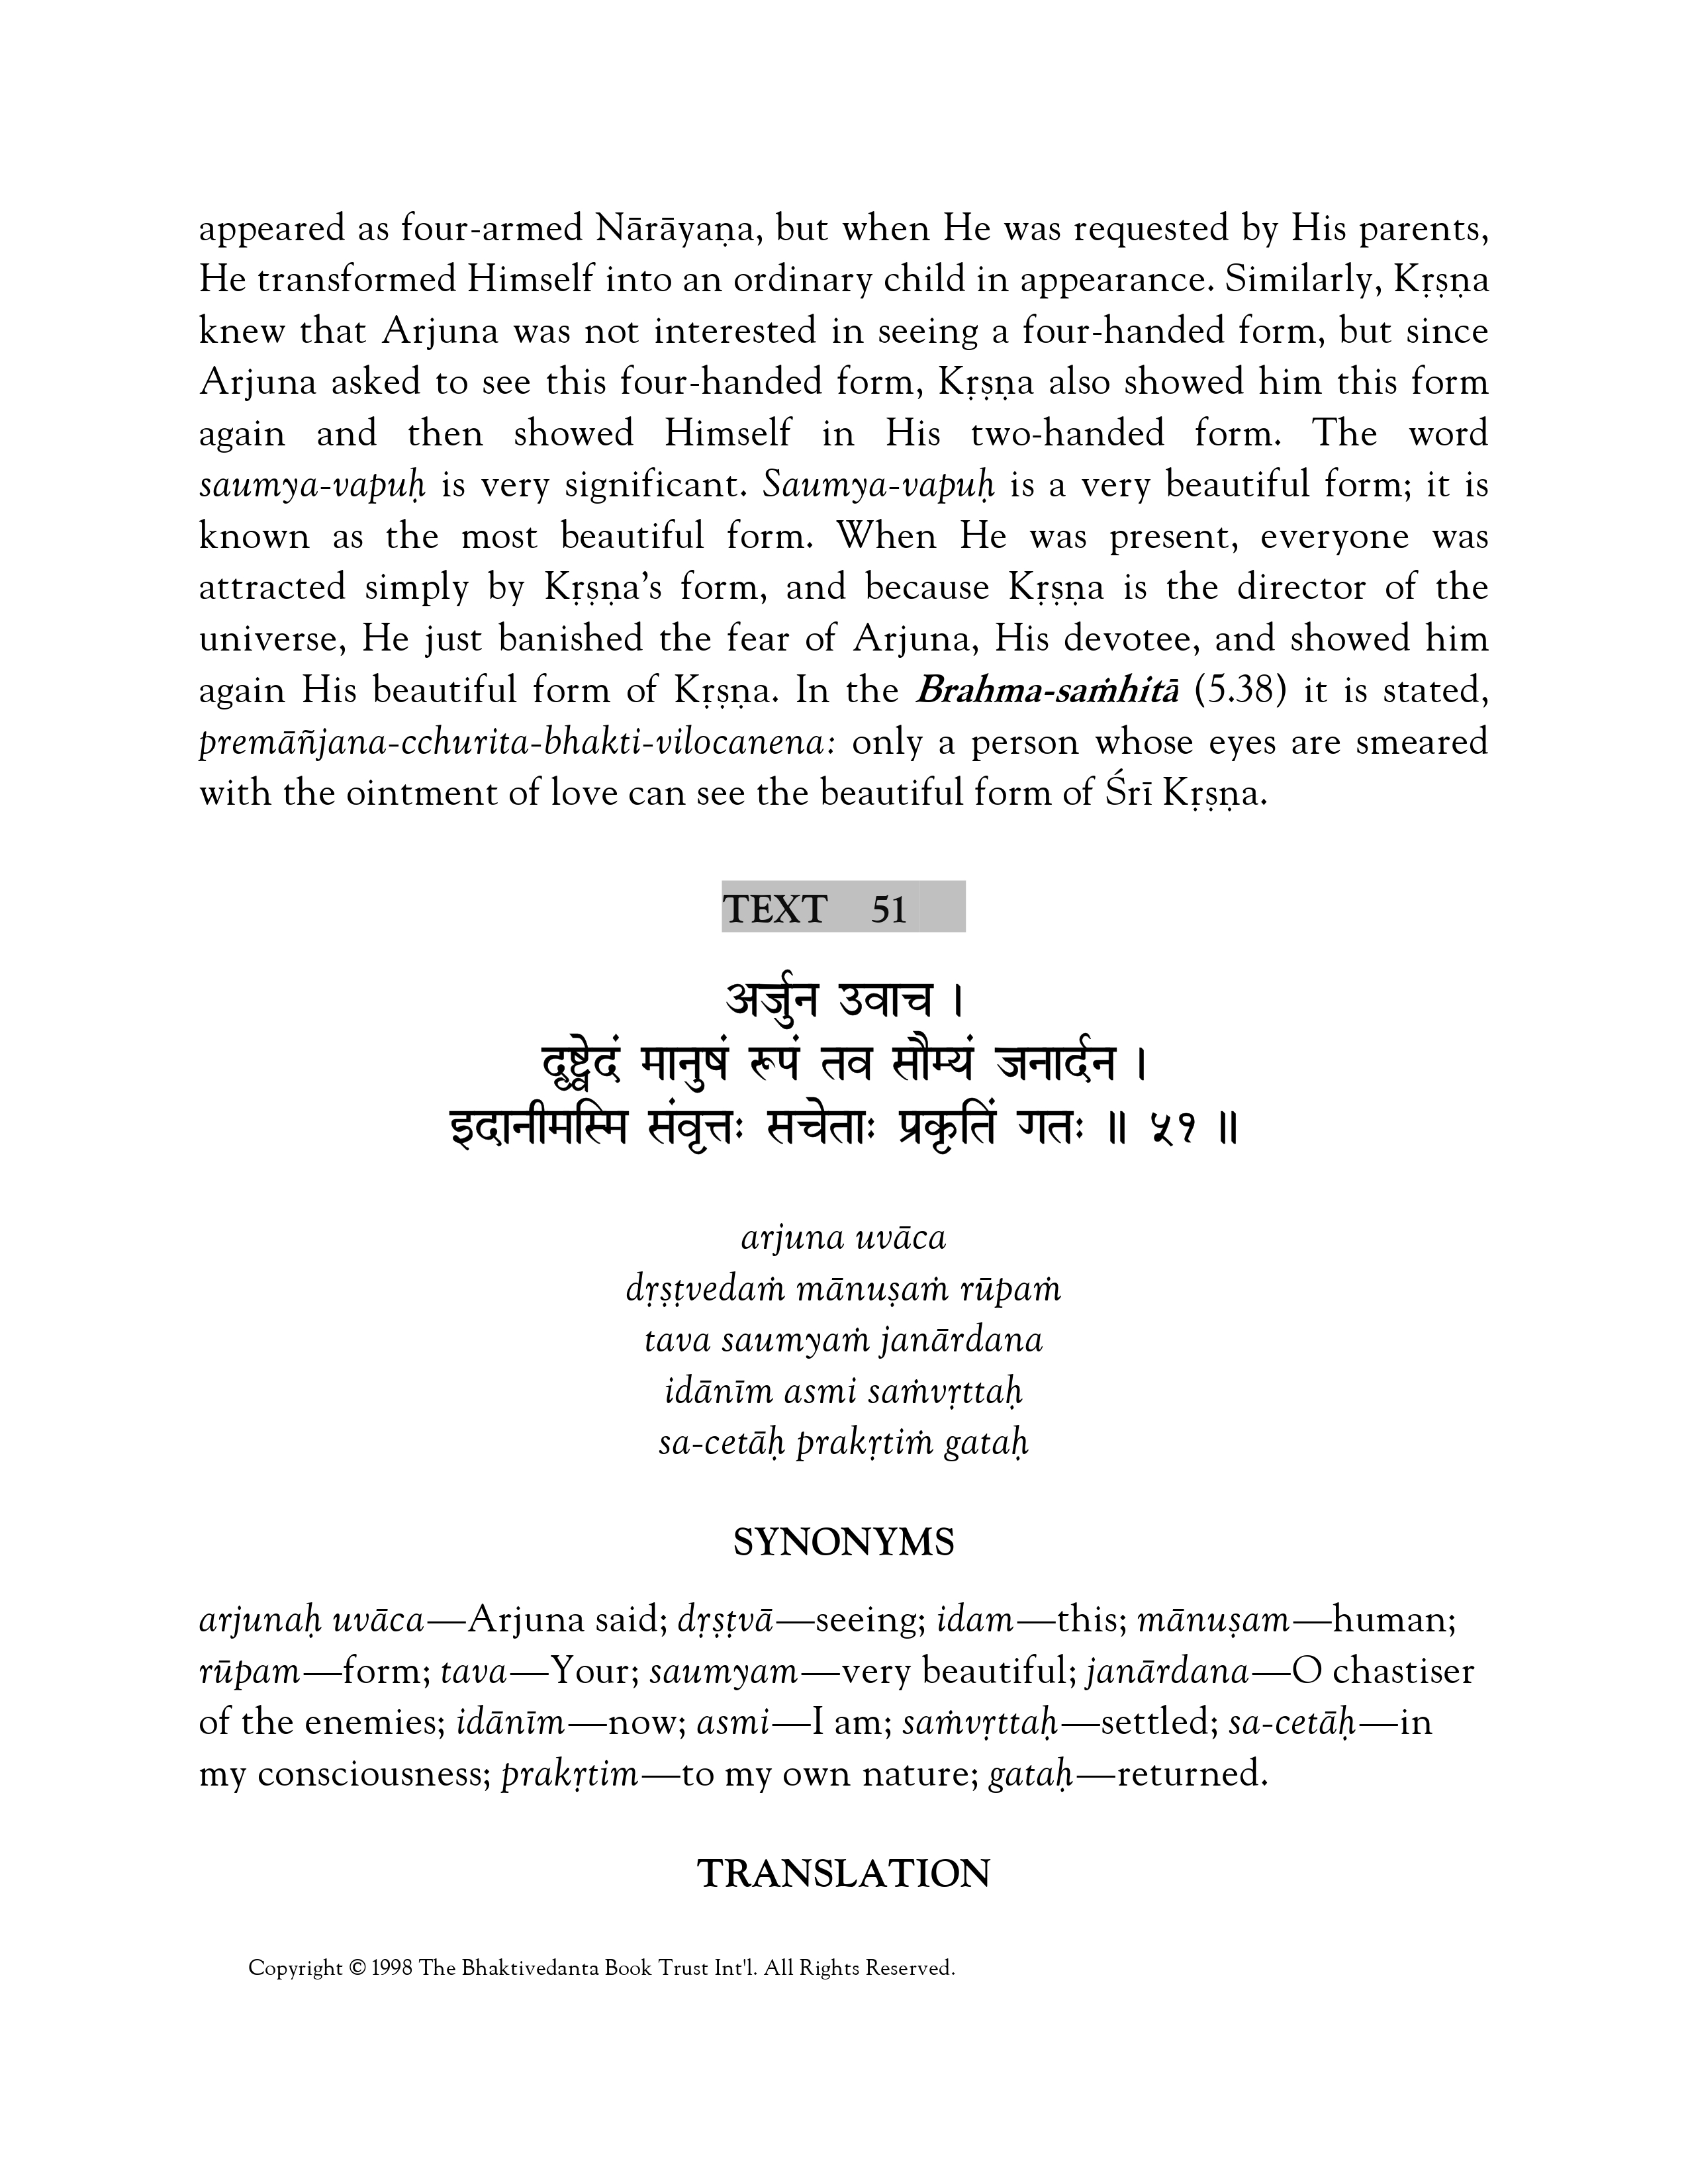 appeared as four-armed Nārāyaṇa, but when He was requested by His parents,
He transformed Himself into an ordinary child in appearance. Similarly, Kṛṣṇa
knew that Arjuna was not interested in seeing a four-handed form, but since
Arjuna asked to see this four-handed form, Kṛṣṇa also showed him this form
again and then showed Himself in His two-handed form. The word
saumya-vapuḥ is very significant. Saumya-vapuḥ is a very beautiful form; it is
known as the most beautiful form. When He was present, everyone was
attracted simply by Kṛṣṇa’s form, and because Kṛṣṇa is the director of the
universe, He just banished the fear of Arjuna, His devotee, and showed him
again His beautiful form of Kṛṣṇa. In the Brahma-saṁhitā (5.38) it is stated,
premāñjana-cchurita-bhakti-vilocanena: only a person whose eyes are smeared
with the ointment of love can see the beautiful form of Śrī Kṛṣṇa.
TEXT 51
अर्जुन उवाच ।
दृष्ट्वेदं मानुषं रूपं तव सौम्यं जनार्दन ।
इदानीमस्मि संवृत्तः सचेताः प्रकृतिं गतः ॥ ५१ ॥
arjuna uvāca
dṛṣṭvedaṁ mānuṣaṁ rūpaṁ
tava saumyaṁ janārdana
idānīm asmi saṁvṛttaḥ
sa-cetāḥ prakṛtiṁ gataḥ
SYNONYMS
arjunaḥ uvāca—Arjuna said; dṛṣṭvā—seeing; idam—this; mānuṣam—human;
rūpam—form; tava—Your; saumyam—very beautiful; janārdana—O chastiser
of the enemies; idānīm—now; asmi—I am; saṁvṛttaḥ—settled; sa-cetāḥ—in
my consciousness; prakṛtim—to my own nature; gataḥ—returned.
TRANSLATION
Copyright © 1998 The Bhaktivedanta Book Trust Int'l. All Rights Reserved.